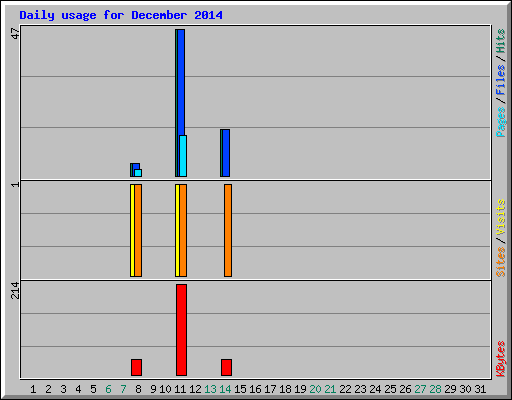 Daily usage for December 2014
47
Pages / Files / Hits
1
Sites / Visits
214
KBytes
1 2 3 4 5 6 7 8 9 10 11 12 13 14 15 16 17 18 19 20 21 22 23 24 25 26 27 28 29 30 31